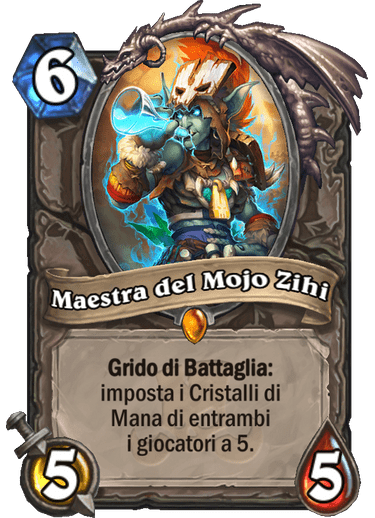 6
Maestra del Mojo Zihi
Grido di Battaglia:
imposta i Cristalli di
Mana di entrambi
i giocatori a 5.
5
5